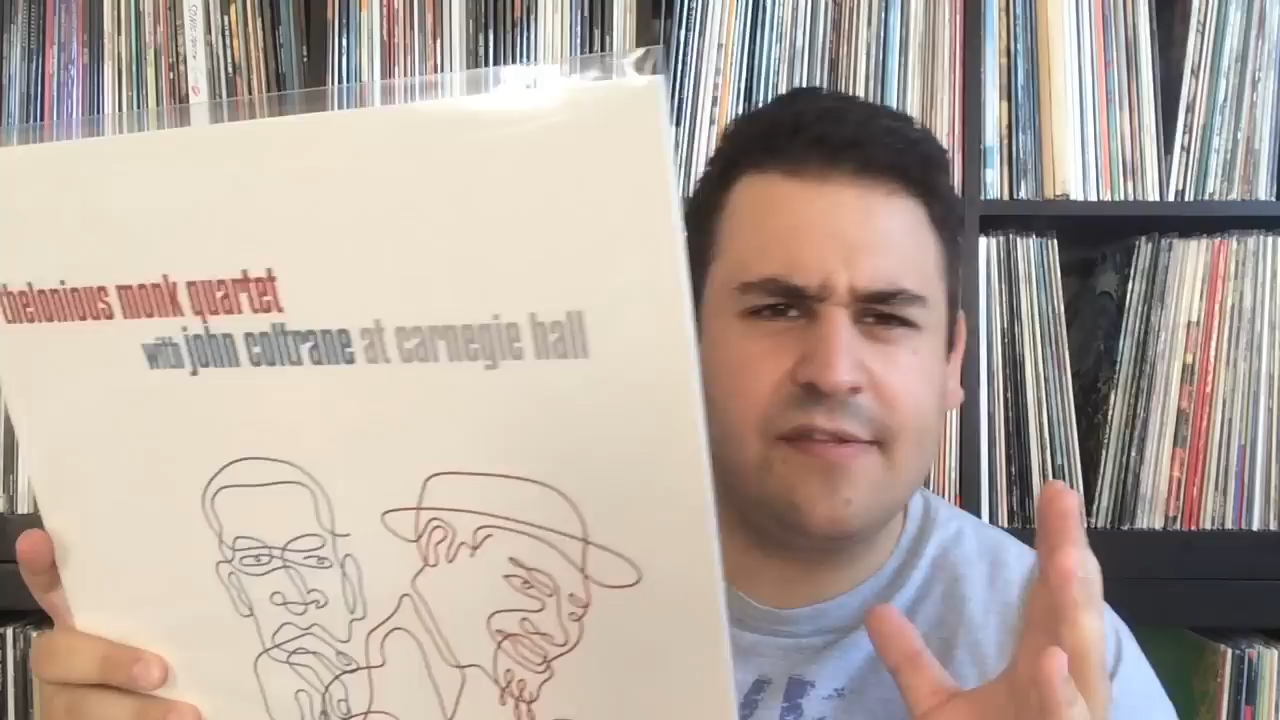 thelonious monk quartet
with john coltrane at carnegie hall